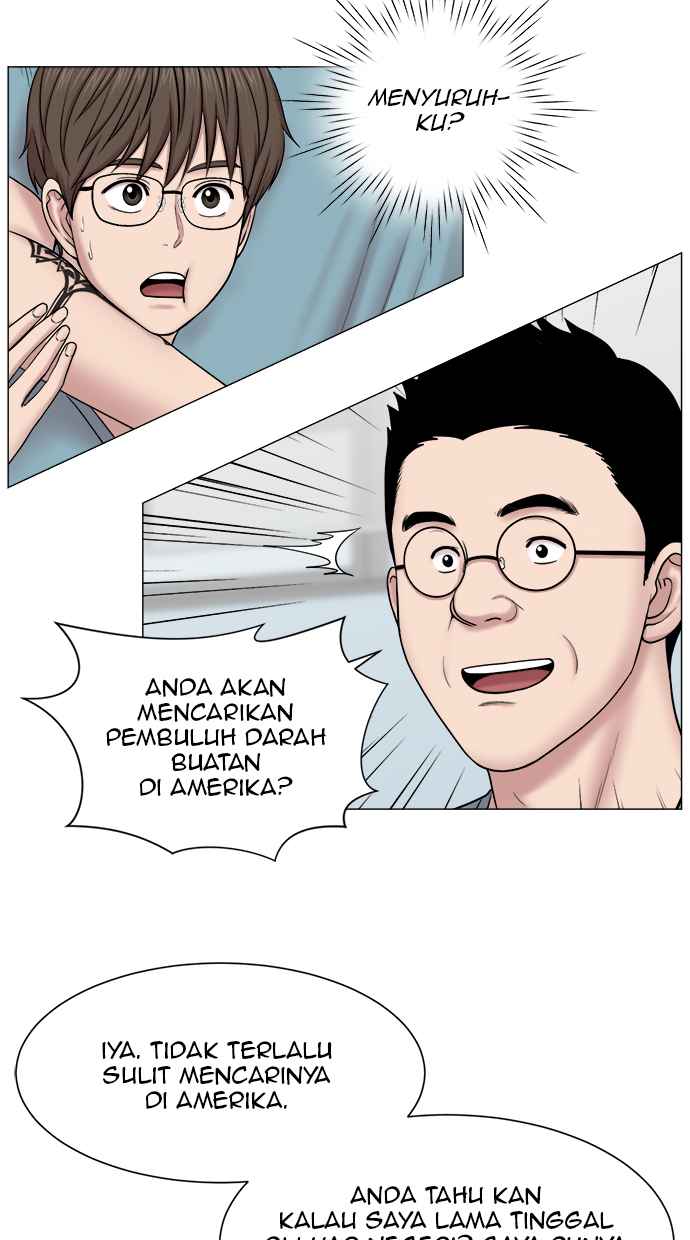 MENYURUH-
KU?
ANDA AKAN
MENCARIKAN
PEMBULUH DARAH
BUATAN
DI AMERIKA?
IYA. TIDAK TERLALU
SULIT MENCARINYA
DI AMERIKA.
ANDA TAHU KAN
KALAU SAYA LAMA TINGGAL